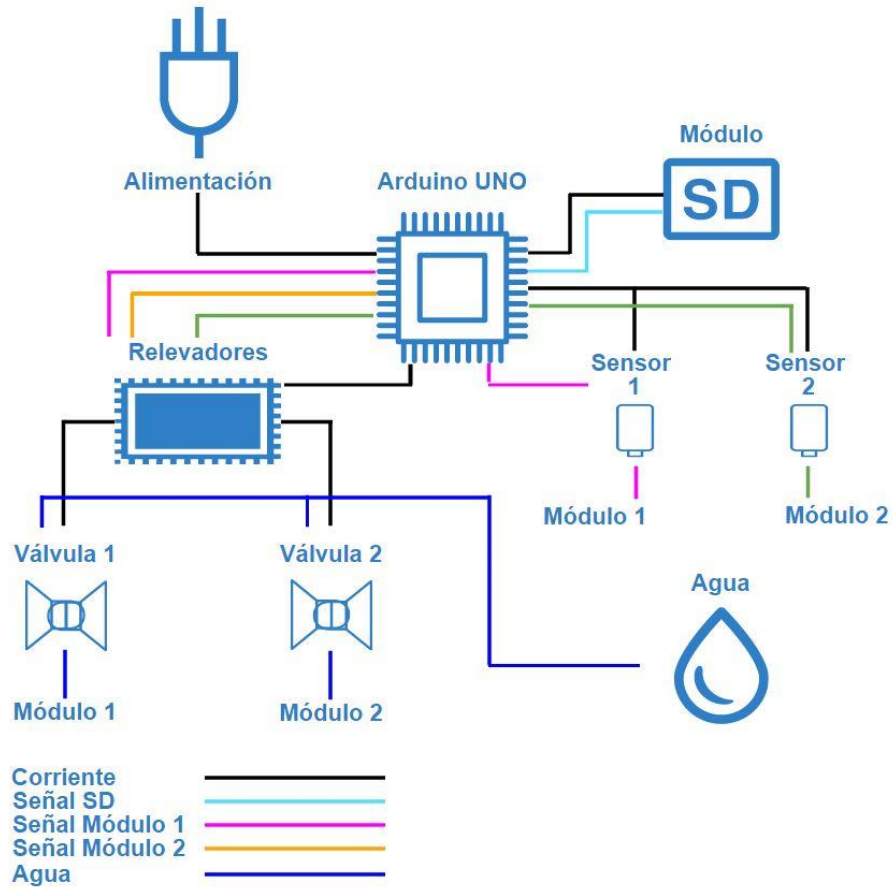 Módulo
SD
Alimentación
Arduino UNO
Relevadores
Sensor
1
Sensor
2
Módulo 1
Módulo 2
Válvula 1
Válvula 2
Agua
Módulo 1
Módulo 2
Corriente
Señal SD
Señal Módulo 1
Señal Módulo 2
Agua